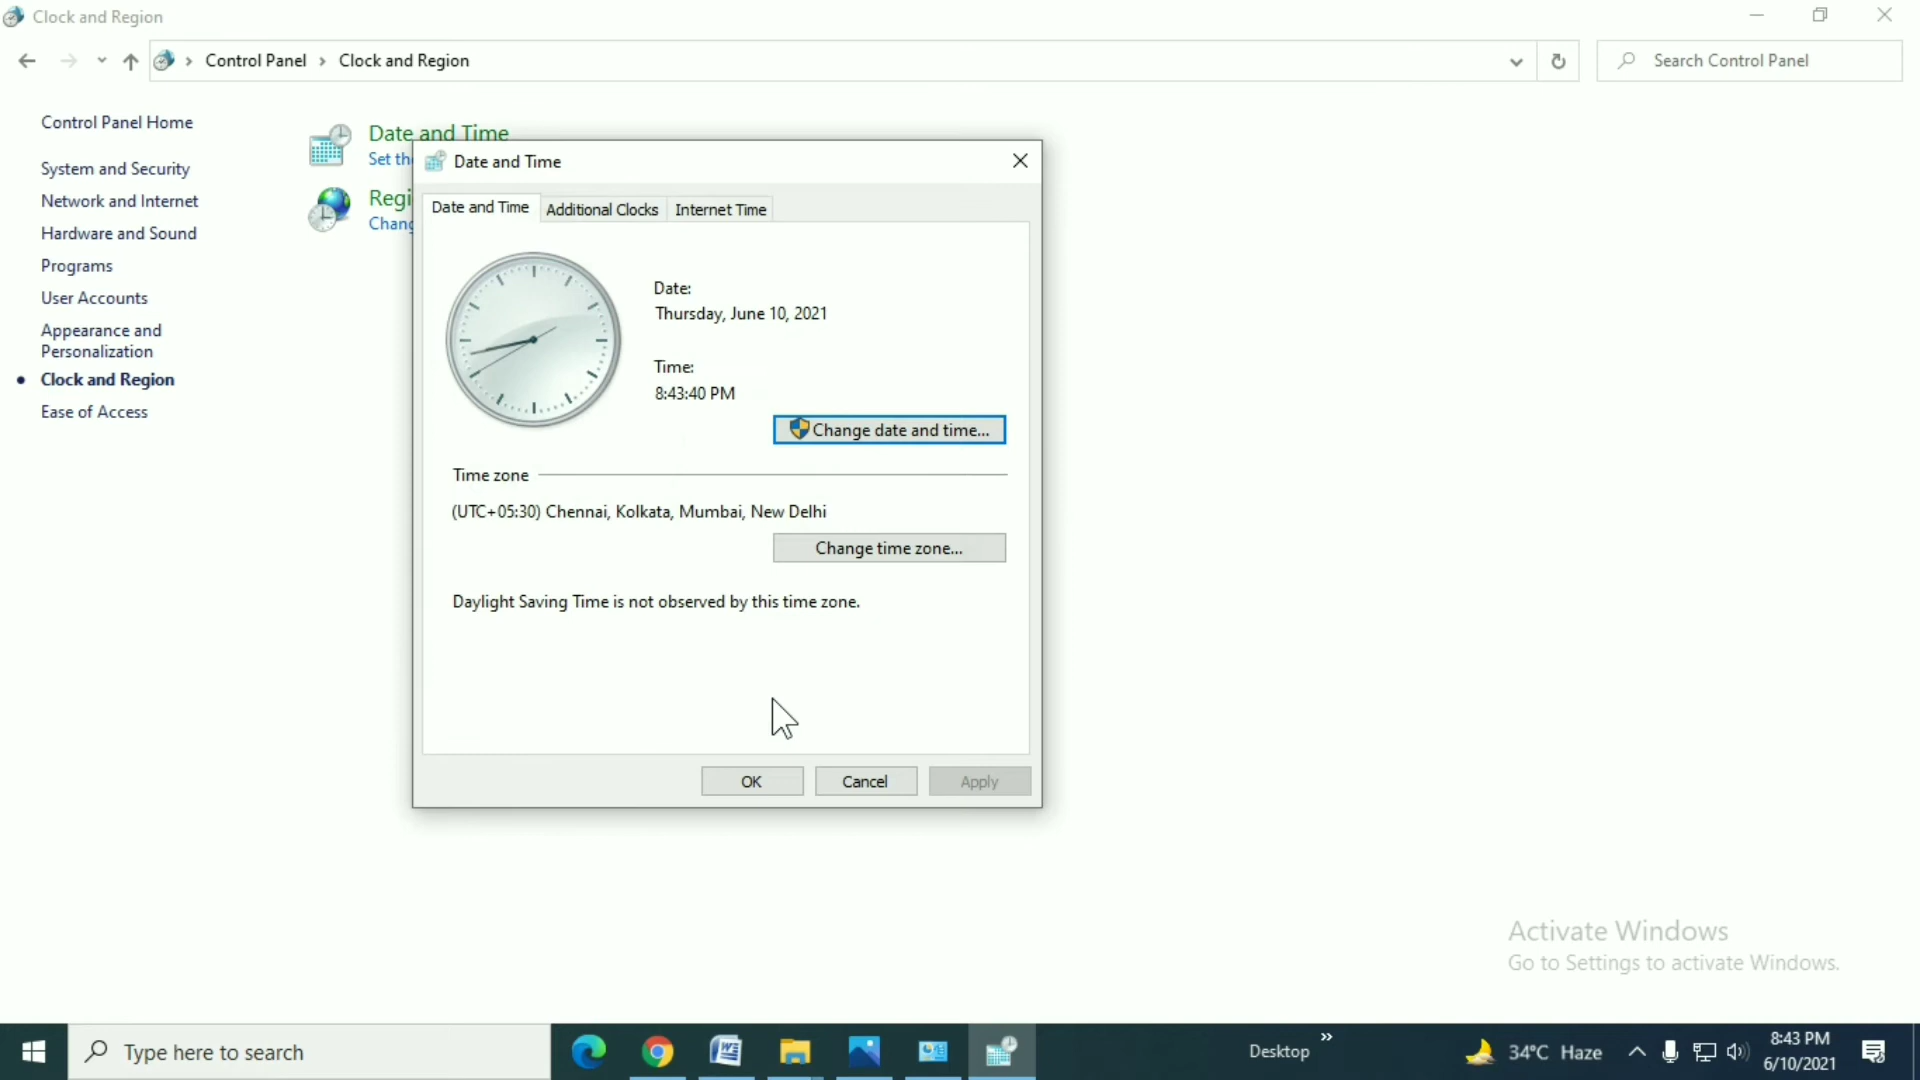 Clock and Region
Control Panel › Clock and Region
Search Control Panel
Control Panel Home
System and Security
Network and Internet
Hardware and Sound
Programs
User Accounts
Appearance and
Personalization
Clock and Region
Ease of Access
Date and Time
Set the
Regi
Chang
Date and Time
Date and Time
Additional Clocks
Internet Time
Date:
Thursday, June 10, 2021
Time:
8:43:40 PM
Change date and time...
Time zone
(UTC+05:30) Chennai, Kolkata, Mumbai, New Delhi
Change time zone...
Daylight Saving Time is not observed by this time zone.
OK
Cancel
Apply
Activate Windows
Go to Settings to activate Windows.
Type here to search
Desktop
34°C Haze
8:43 PM
6/10/2021